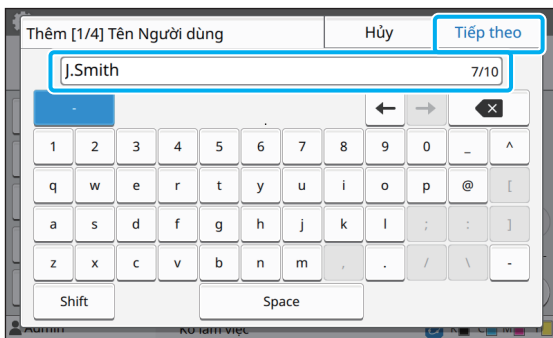 Thêm [1/4] Tên Người dùng Hủy Tiếp theo
J.Smith 7/10
- . ← →
1 2 3 4 5 6 7 8 9 0 _ ^
q w e r t y u i o p @ [
a s d f g h j k l ; : ]
z x c v b n m , . / \ -
Shift Space
Admin